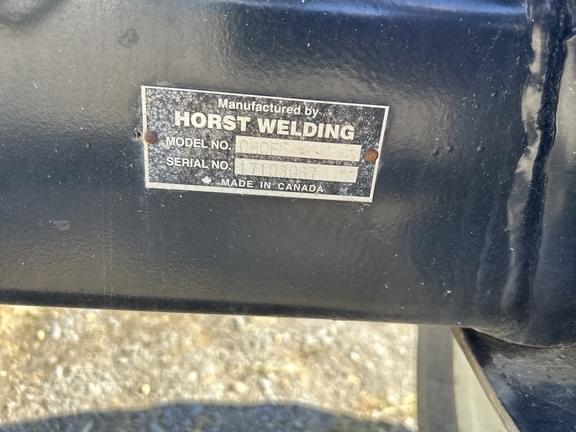 Manufactured by
HORST WELDING
MODEL NO.
SERIAL NO.
MADE IN CANADA